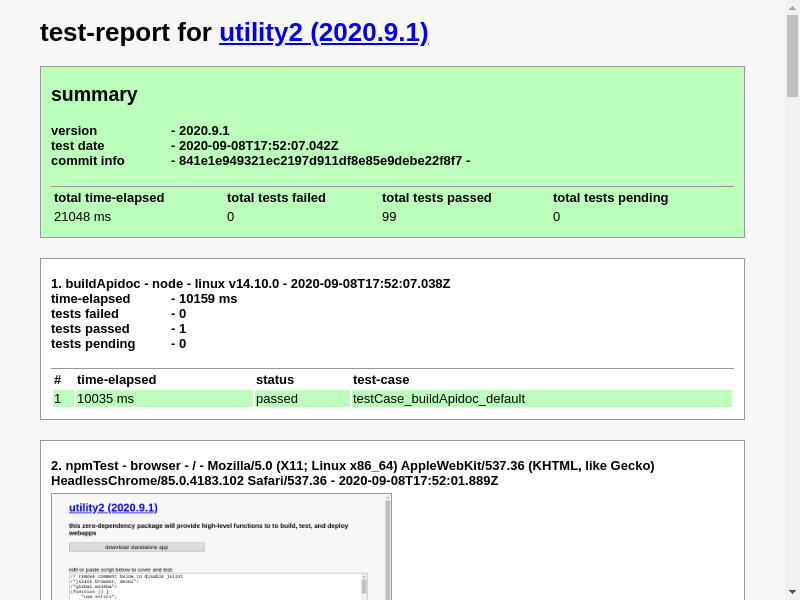 test-report for utility2 (2020.9.1)
summary
version - 2020.9.1
test date - 2020-09-08T17:52:07.042Z
commit info - 841e1e949321ec2197d911df8e85e9debe22f8f7 -
total time-elapsed total tests failed total tests passed total tests pending
21048 ms 0 99 0
1. buildApidoc - node - linux v14.10.0 - 2020-09-08T17:52:07.038Z
time-elapsed - 10159 ms
tests failed - 0
tests passed - 1
tests pending - 0
# time-elapsed status test-case
1 10035 ms passed testCase_buildApidoc_default
2. npmTest - browser - / - Mozilla/5.0 (X11; Linux x86_64) AppleWebKit/537.36 (KHTML, like Gecko)
HeadlessChrome/85.0.4183.102 Safari/537.36 - 2020-09-08T17:52:01.889Z
utility2 (2020.9.1)
this zero-dependency package will provide high-level functions to to build, test, and deploy
webapps
download standalone app
edit or paste script below to cover and test
// remove comment below to disable jslint
/*jslint browser, devel*/
/*global window*/
(function () {
"use strict";